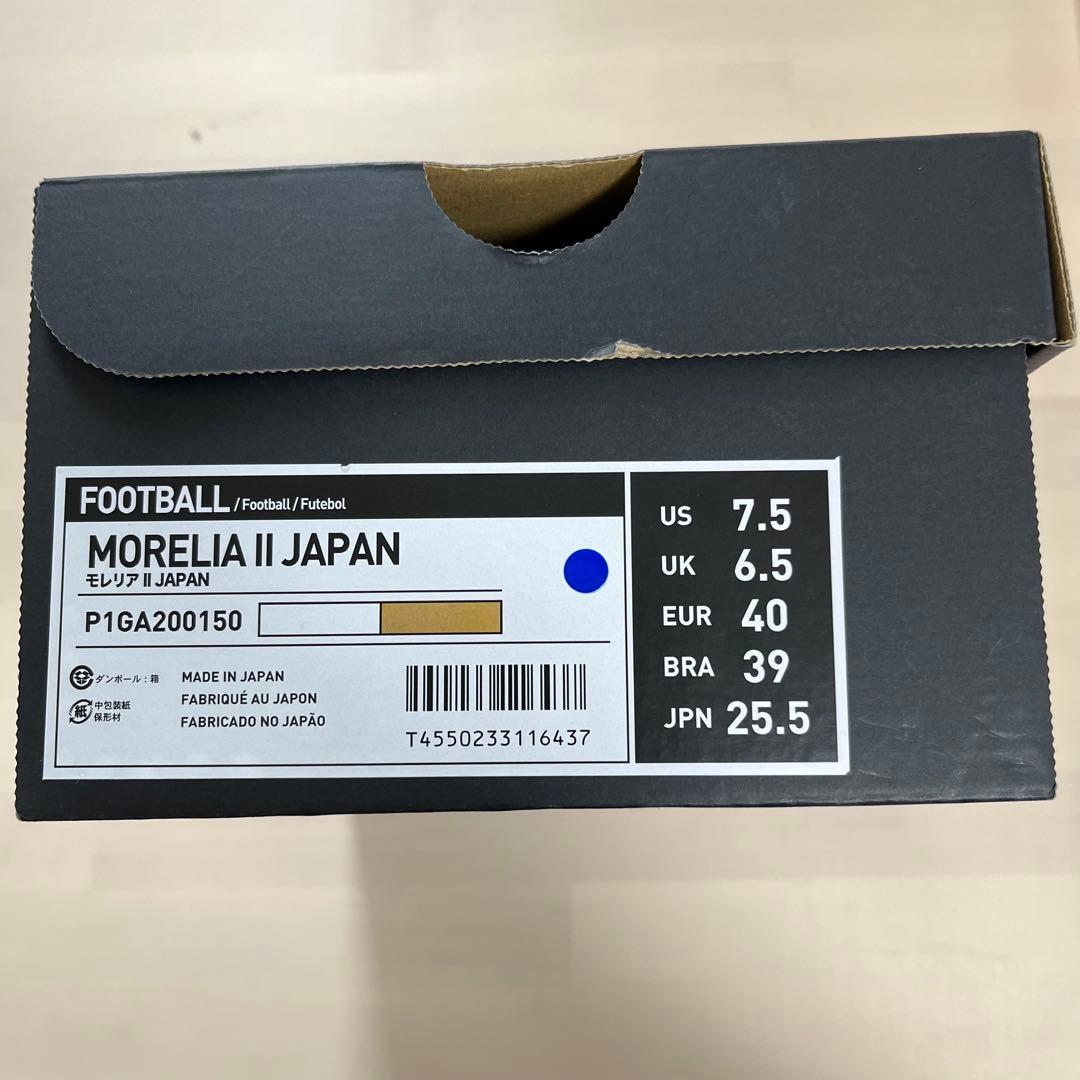 FOOTBALL / Football / Futebol
MORELIA II JAPAN
モレリア II JAPAN
P1GA200150
ダンボール：箱
紙 中包装紙
保形材
MADE IN JAPAN
FABRIQUÉ AU JAPON
FABRICADO NO JAPÃO
T4550233116437
US 7.5
UK 6.5
EUR 40
BRA 39
JPN 25.5